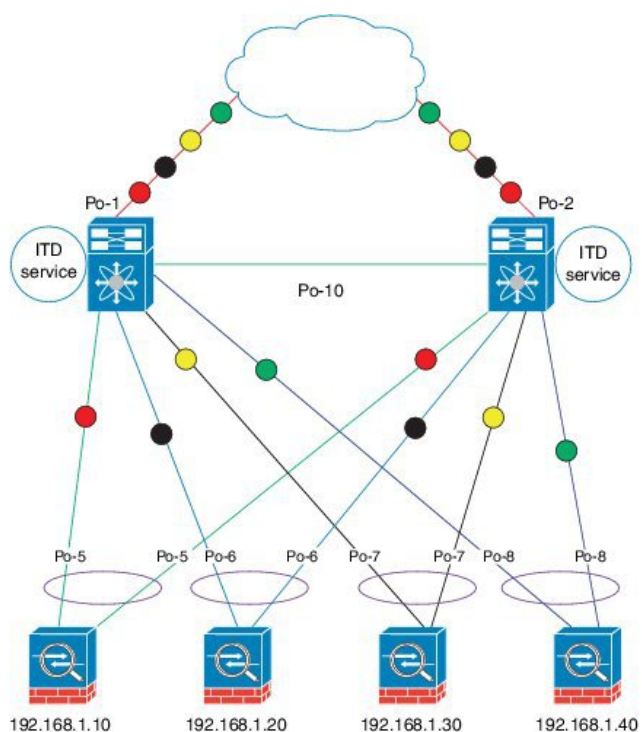 Po-1
Po-2
ITD
service
ITD
service
Po-10
Po-5
Po-5
Po-6
Po-6
Po-7
Po-7
Po-8
Po-8
192.168.1.10
192.168.1.20
192.168.1.30
192.168.1.40